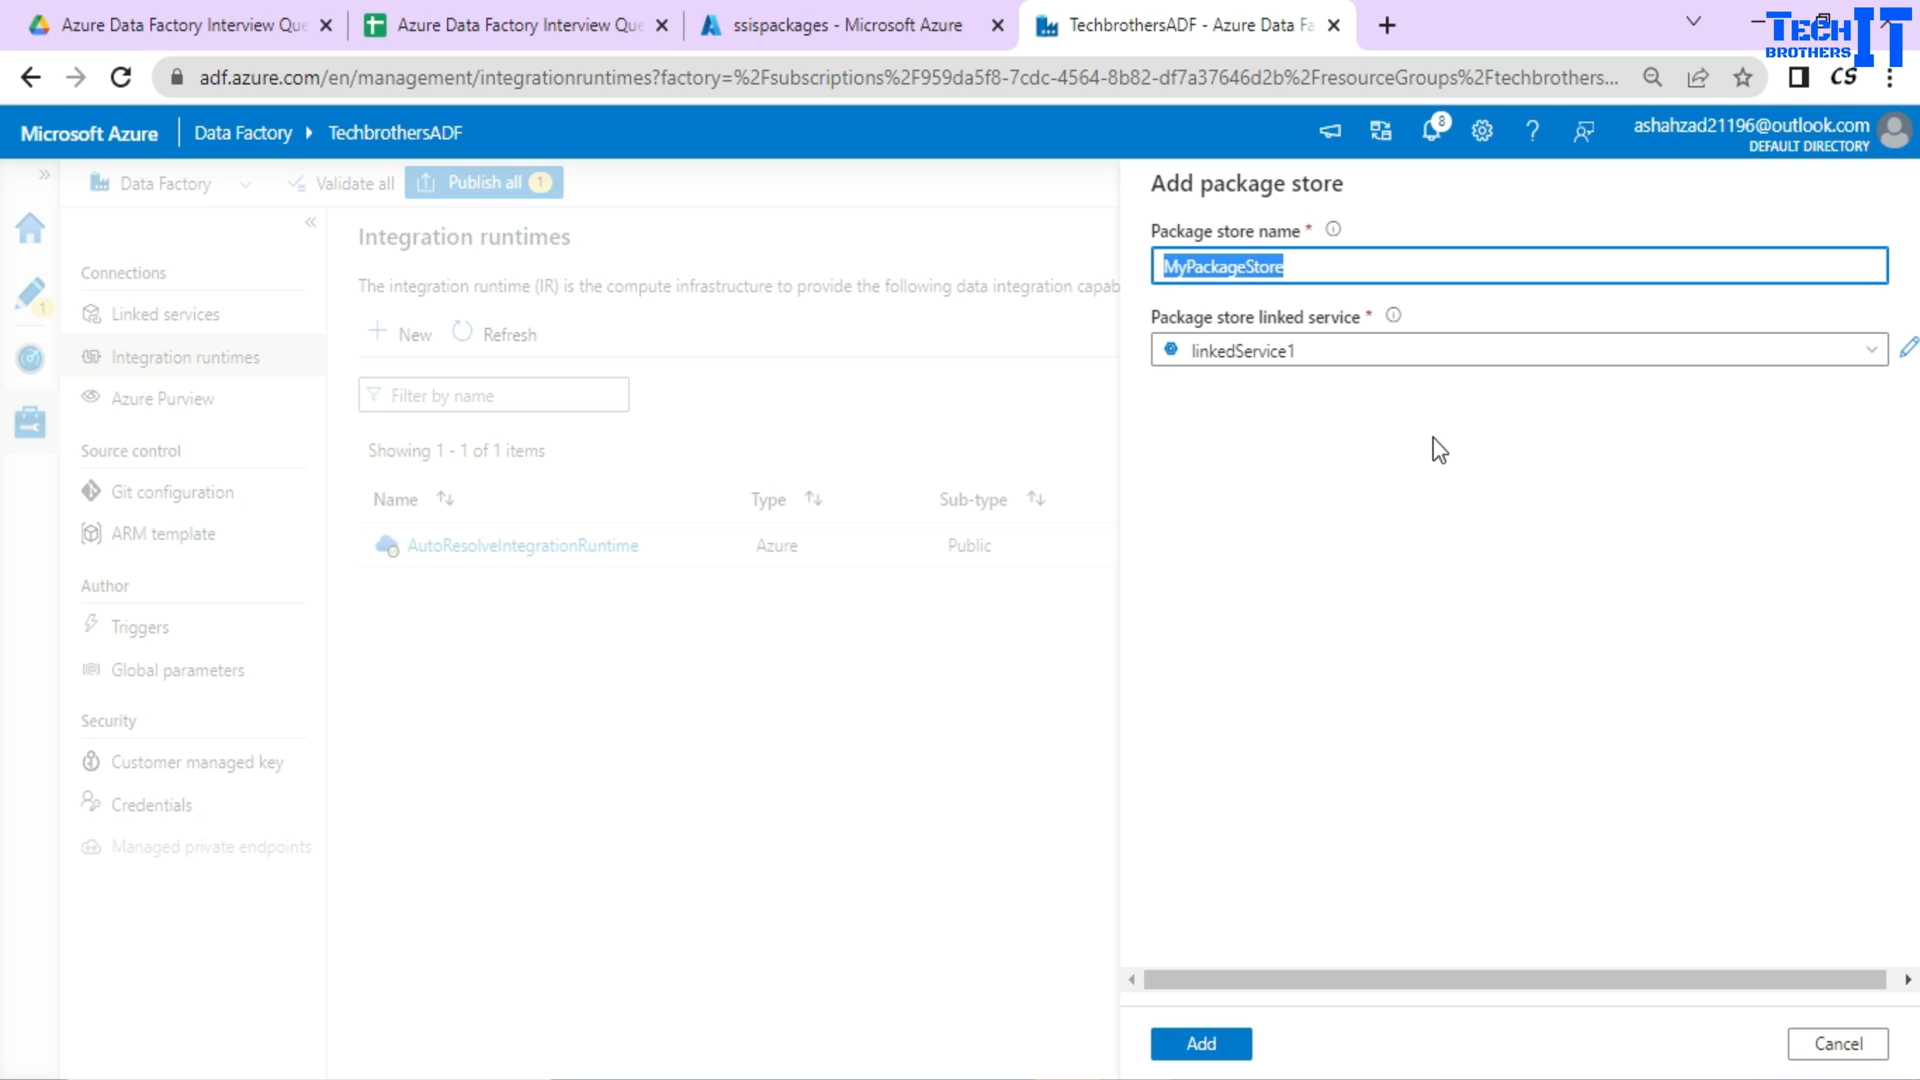 Azure Data Factory Interview Que
Azure Data Factory Interview Que
ssispackages - Microsoft Azure
TechbrothersADF - Azure Data Fa
TECH IT
BROTHERS
adf.azure.com/en/management/integrationruntimes?factory=%2Fsubscriptions%2F959da5f8-7cdc-4564-8b82-df7a37646d2b%2FresourceGroups%2Ftechbrothers...
CS
Microsoft Azure
Data Factory
TechbrothersADF
8
ashahzad21196@outlook.com
DEFAULT DIRECTORY
Data Factory
Validate all
Publish all 1
1
Connections
Linked services
Integration runtimes
Azure Purview
Source control
Git configuration
ARM template
Author
Triggers
Global parameters
Security
Customer managed key
Credentials
Managed private endpoints
Integration runtimes
The integration runtime (IR) is the compute infrastructure to provide the following data integration capab
New
Refresh
Filter by name
Showing 1 - 1 of 1 items
Name
Type
Sub-type
AutoResolveIntegrationRuntime
Azure
Public
Add package store
Package store name *
MyPackageStore
Package store linked service *
linkedService1
Add
Cancel